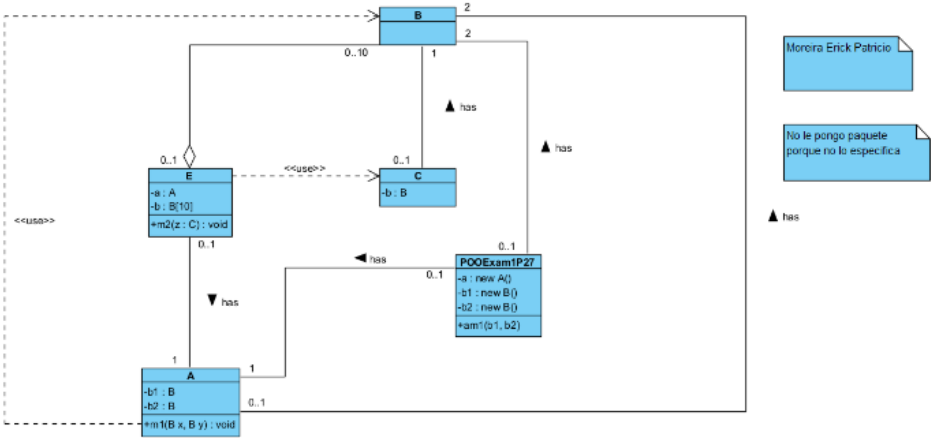 B
2
2
0..10
1
Moreira Erick Patricio
has
No le pongo paquete
porque no lo especifica
has
0..1
0..1
<<use>>
E
C
-a : A
-b : B[10]
+m2(z : C) : void
-b : B
<<use>>
has
0..1
0..1
has
0..1
POOExam1P27
-a : new A()
-b1 : new B()
-b2 : new B()
+am1(b1, b2)
has
1
1
A
-b1 : B
-b2 : B
+m1(B x, B y) : void
0..1